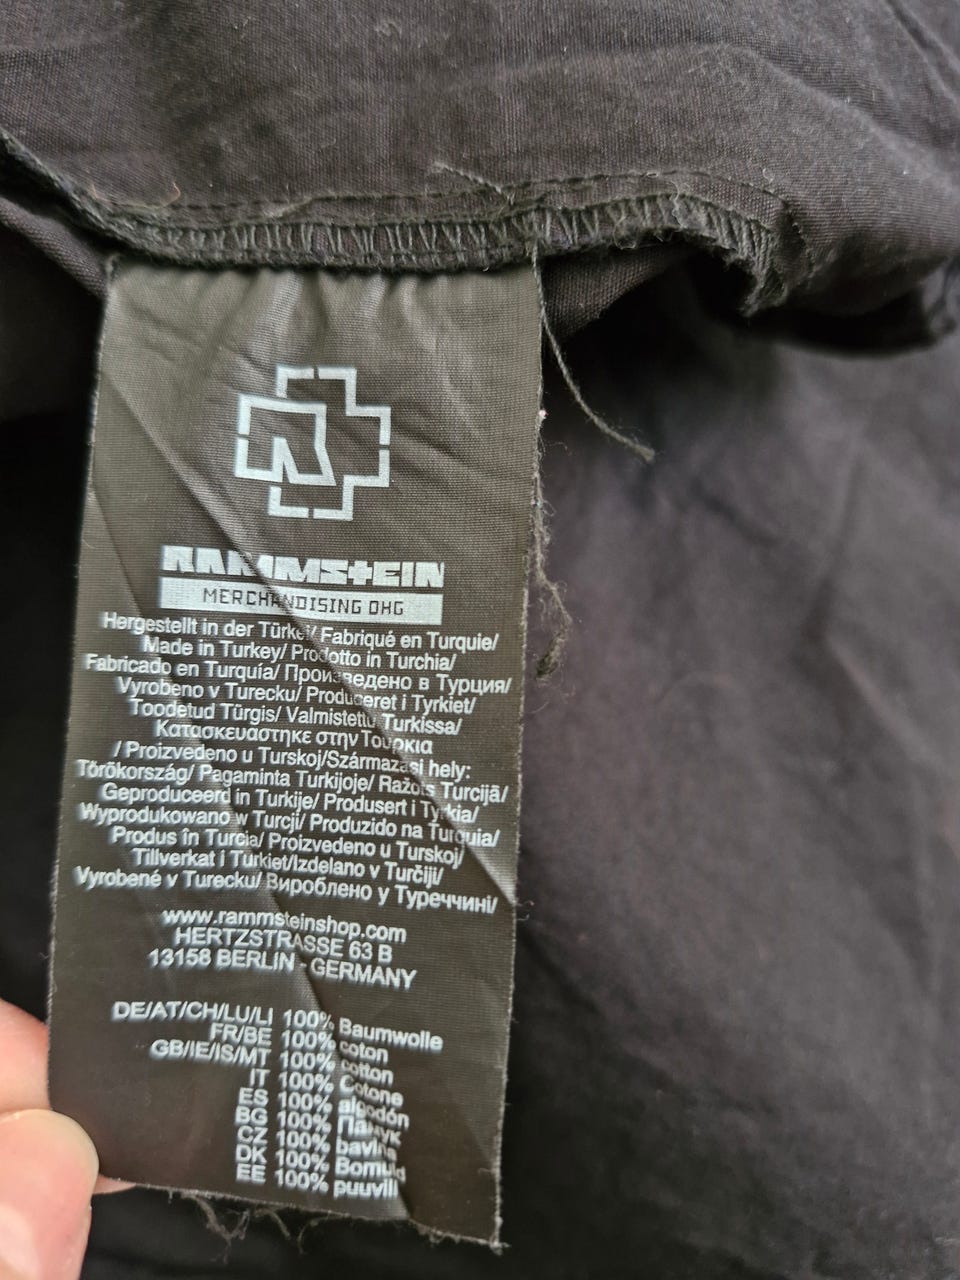 RAMMSTEIN
MERCHANDISING OHG
Hergestellt in der Türkei/ Fabriqué en Turquie/
Made in Turkey/ Prodotto in Turchia/
Fabricado en Turquía/ Произведено в Турция/
Vyrobeno v Turecku/ Produceret i Tyrkiet/
Toodetud Türgis/ Valmistettu Turkissa/
Κατασκευαστηκε στην Τουρκια
/ Proizvedeno u Turskoj/Származasi hely:
Törökország/ Pagaminta Turkijoje/ Ražots Turcijā/
Geproduceerd in Turkije/ Produsert i Tyrkia/
Wyprodukowano w Turcji/ Produzido na Turquia/
Produs în Turcia/ Proizvedeno u Turskoj/
Tillverkat i Turkiet/Izdelano v Turčiji/
Vyrobené v Turecku/ Вироблено у Туреччині/
www.rammsteinshop.com
HERTZSTRASSE 63 B
13158 BERLIN - GERMANY
DE/AT/CH/LU/LI 100% Baumwolle
FR/BE 100% coton
GB/IE/IS/MT 100% cotton
IT 100% Cotone
ES 100% algodón
BG 100% Памук
CZ 100% bavlna
DK 100% Bomuld
EE 100% puuvill